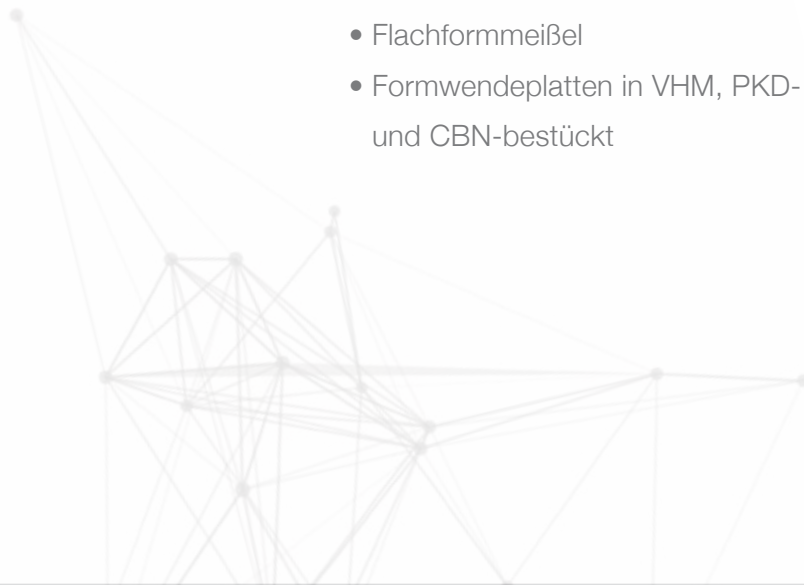 • Flachformmeißel
• Formwendeplatten in VHM, PKD-
und CBN-bestückt